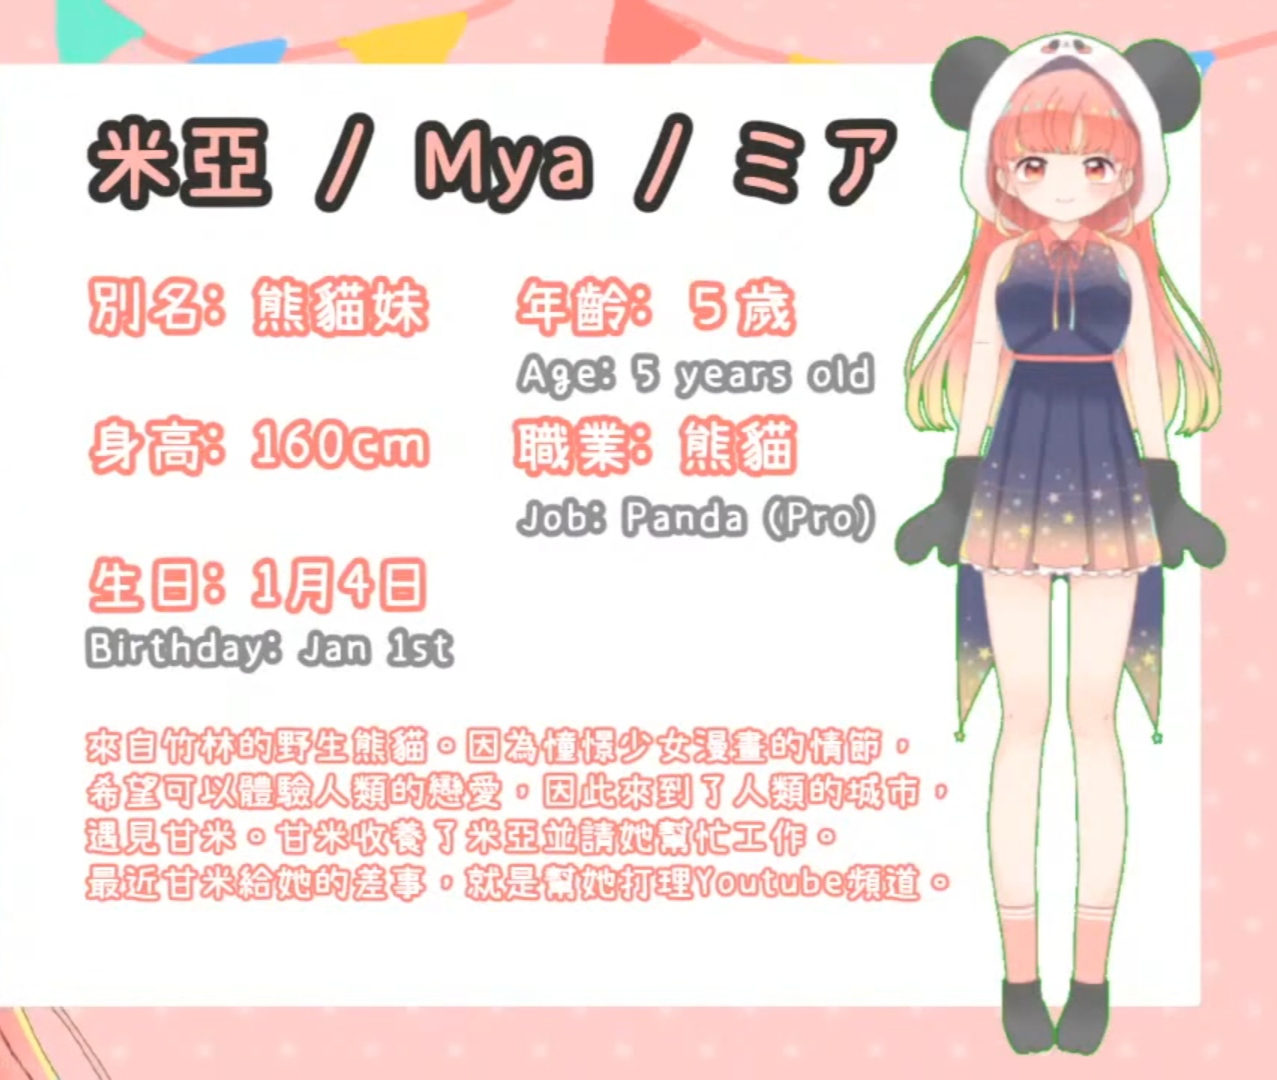 米亞 / Mya / ミア
別名: 熊貓妹
年齡: 5歲
Age: 5 years old
身高: 160cm
職業: 熊貓
Job: Panda (Pro)
生日: 1月4日
Birthday: Jan 1st
來自竹林的野生熊貓。因為憧憬少女漫畫的情節，
希望可以體驗人類的戀愛，因此來到了人類的城市，
遇見甘米。甘米收養了米亞並請她幫忙工作。
最近甘米給她的差事，就是幫她打理Youtube頻道。